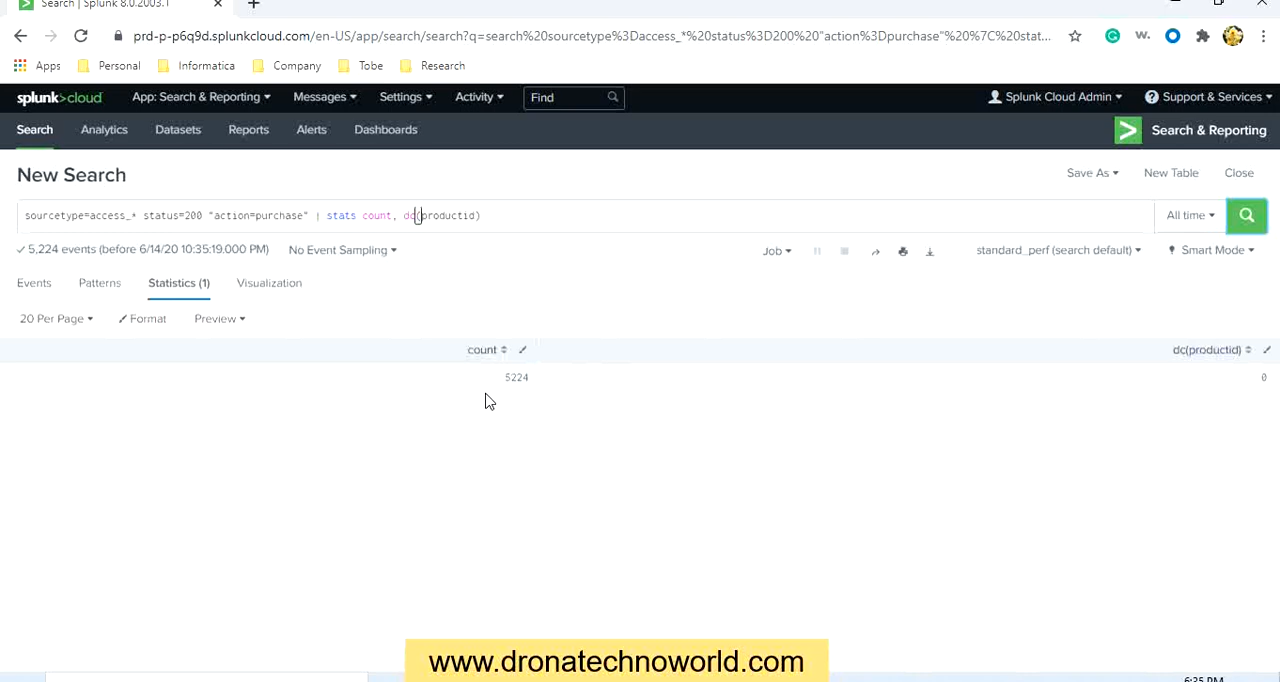 Search | Splunk 8.0.2003.1
prd-p-p6q9d.splunkcloud.com/en-US/app/search/search?q=search%20sourcetype%3Daccess_*%20status%3D200%20"action%3Dpurchase"%20%7C%20stat...
Apps Personal Informatica Company Tobe Research
splunk>cloud App: Search & Reporting Messages Settings Activity Find Splunk Cloud Admin Support & Services
Search Analytics Datasets Reports Alerts Dashboards Search & Reporting
New Search Save As New Table Close
sourcetype=access_* status=200 "action=purchase" | stats count, dc(productid) All time
5,224 events (before 6/14/20 10:35:19.000 PM) No Event Sampling Job standard_perf (search default) Smart Mode
Events Patterns Statistics (1) Visualization
20 Per Page Format Preview
count dc(productid)
5224 0
www.dronatechnoworld.com
6:35 PM